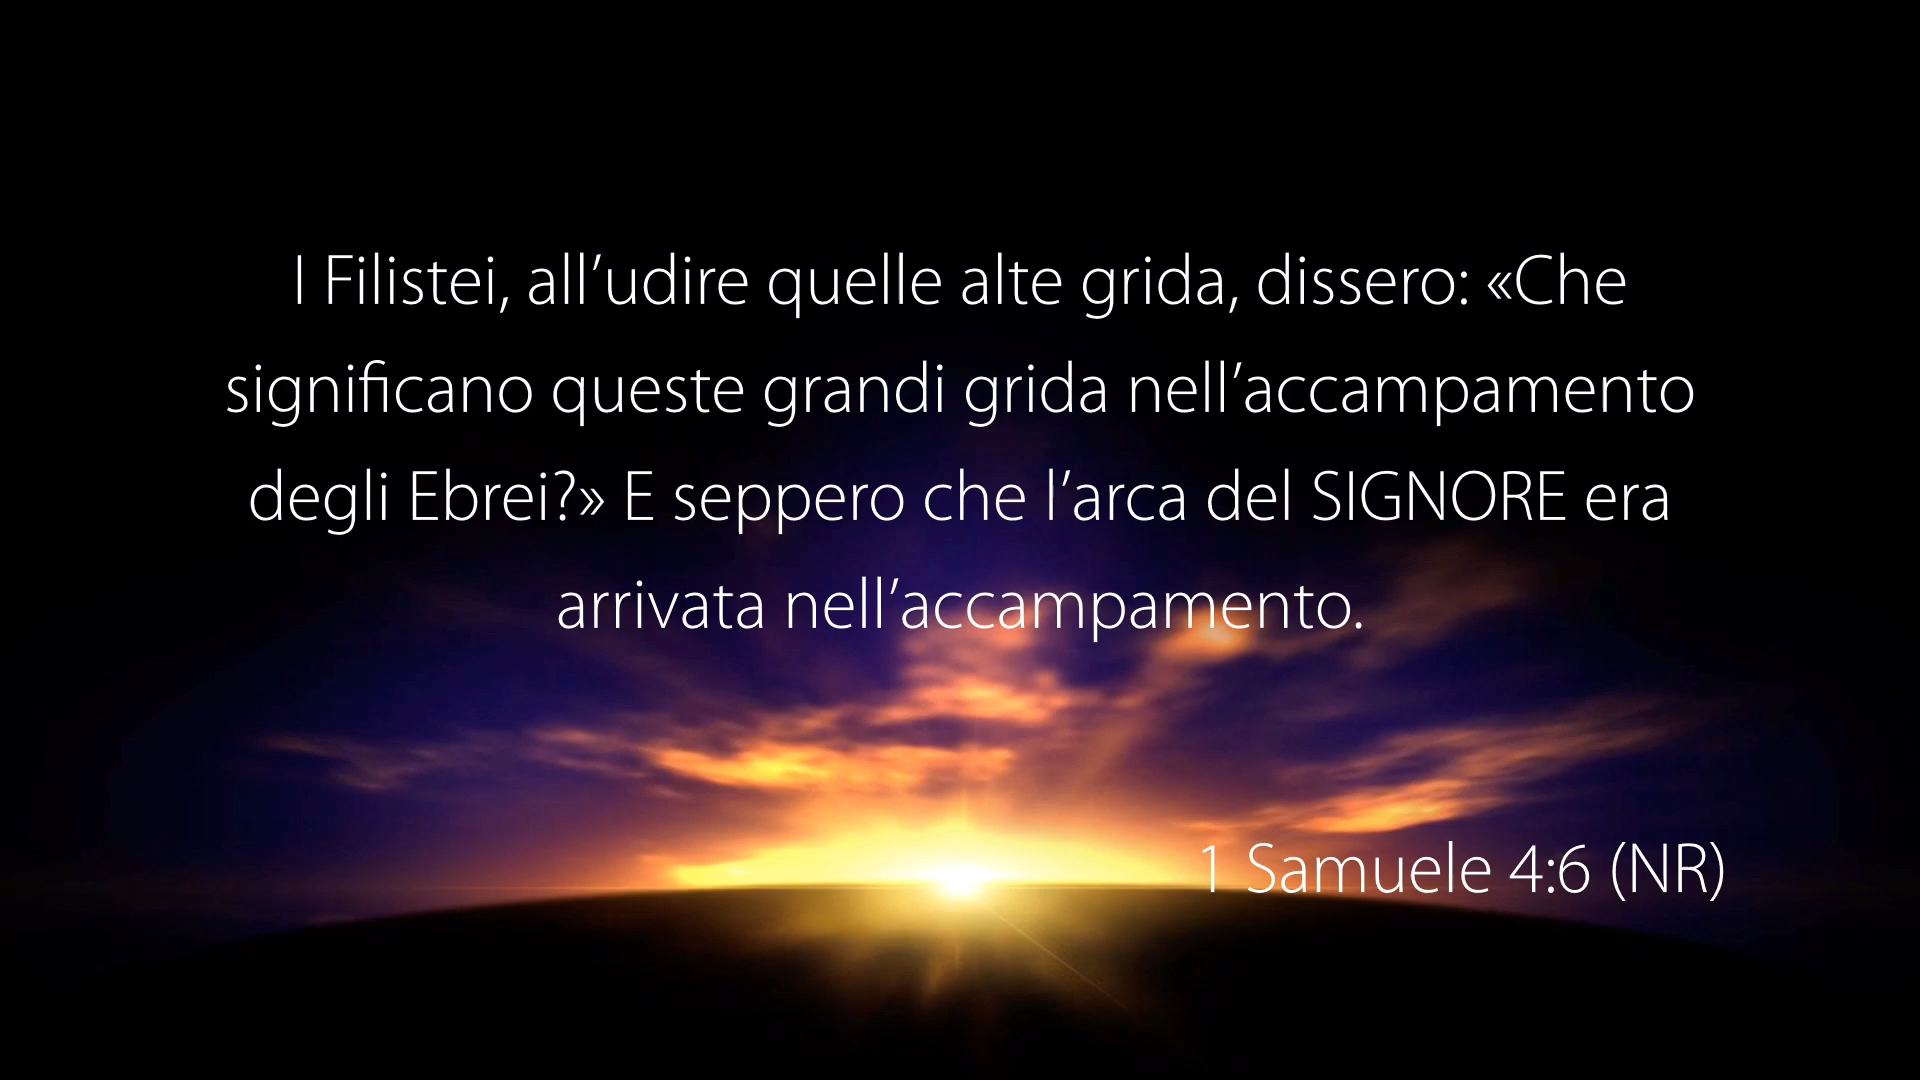 I Filistei, all’udire quelle alte grida, dissero: «Che
significano queste grandi grida nell’accampamento
degli Ebrei?» E seppero che l’arca del SIGNORE era
arrivata nell’accampamento.
1 Samuele 4:6 (NR)